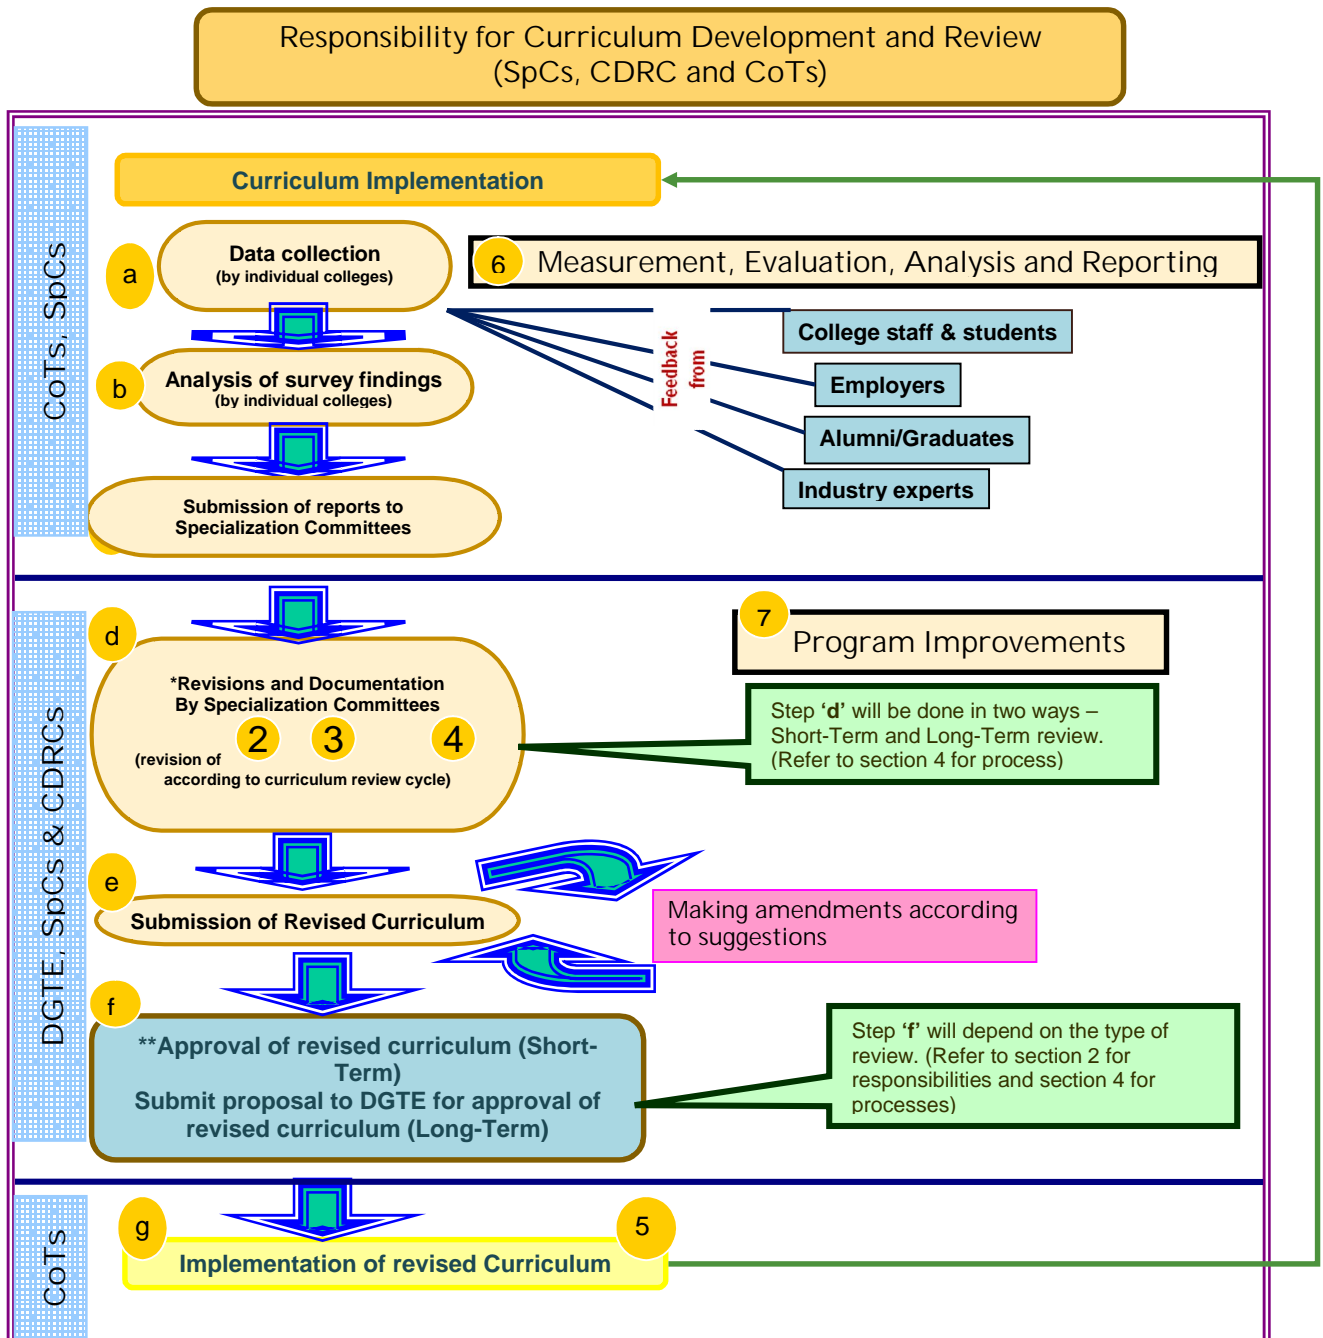 Responsibility for Curriculum Development and Review
(SpCs, CDRC and CoTs)
CoTs, SpCs
Curriculum Implementation
a
Data collection
(by individual colleges)
6
Measurement, Evaluation, Analysis and Reporting
b
Analysis of survey findings
(by individual colleges)
Feedback
from
College staff & students
Employers
Alumni/Graduates
Industry experts
Submission of reports to
Specialization Committees
DGTE, SpCs & CDRCs
d
*Revisions and Documentation
By Specialization Committees
2 3 4
(revision of
according to curriculum review cycle)
7
Program Improvements
Step ‘d’ will be done in two ways –
Short-Term and Long-Term review.
(Refer to section 4 for process)
e
Submission of Revised Curriculum
Making amendments according
to suggestions
f
**Approval of revised curriculum (Short-
Term)
Submit proposal to DGTE for approval of
revised curriculum (Long-Term)
Step ‘f’ will depend on the type of
review. (Refer to section 2 for
responsibilities and section 4 for
processes)
CoTs
g
5
Implementation of revised Curriculum